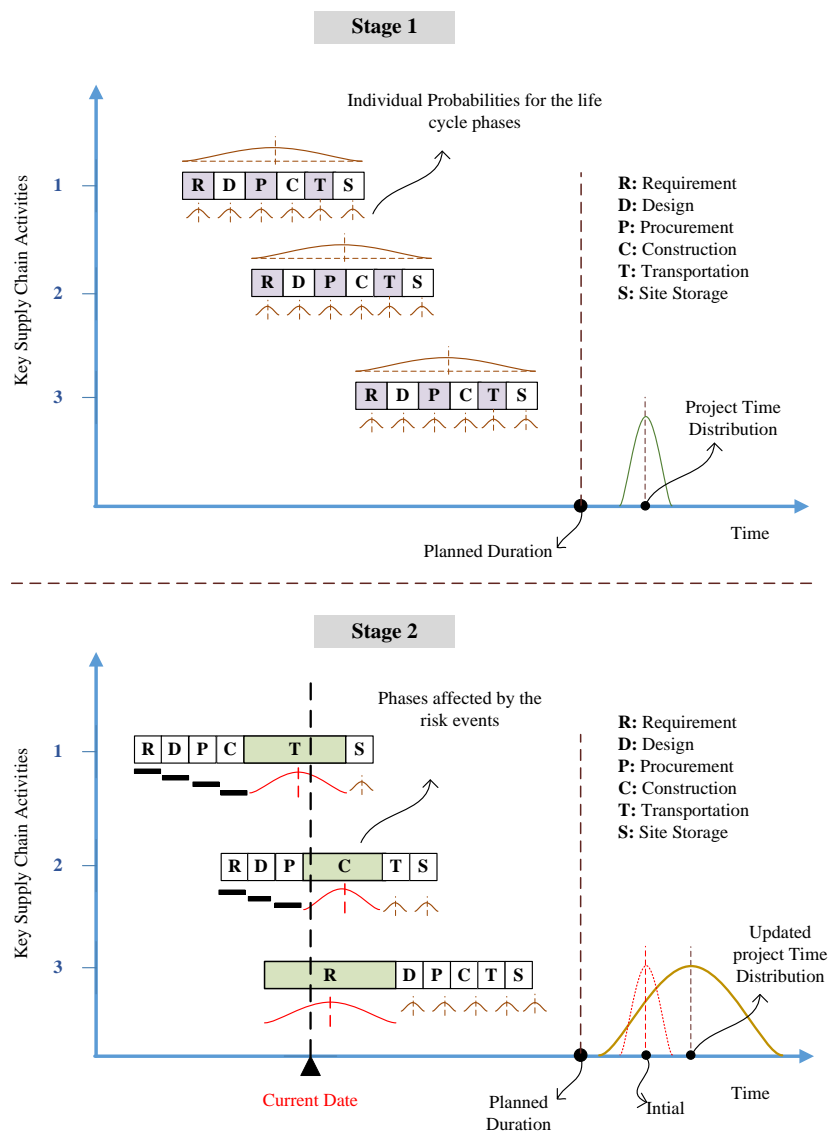 Stage 1
Individual Probabilities for the life
cycle phases
Key Supply Chain Activities
1
R D P C T S
2
R D P C T S
3
R D P C T S
R: Requirement
D: Design
P: Procurement
C: Construction
T: Transportation
S: Site Storage
Project Time
Distribution
Planned Duration
Time
Stage 2
Phases affected by the
risk events
Key Supply Chain Activities
1
R D P C T S
2
R D P C T S
3
R D P C T S
R: Requirement
D: Design
P: Procurement
C: Construction
T: Transportation
S: Site Storage
Updated
project Time
Distribution
Current Date
Planned
Duration
Intial
Time